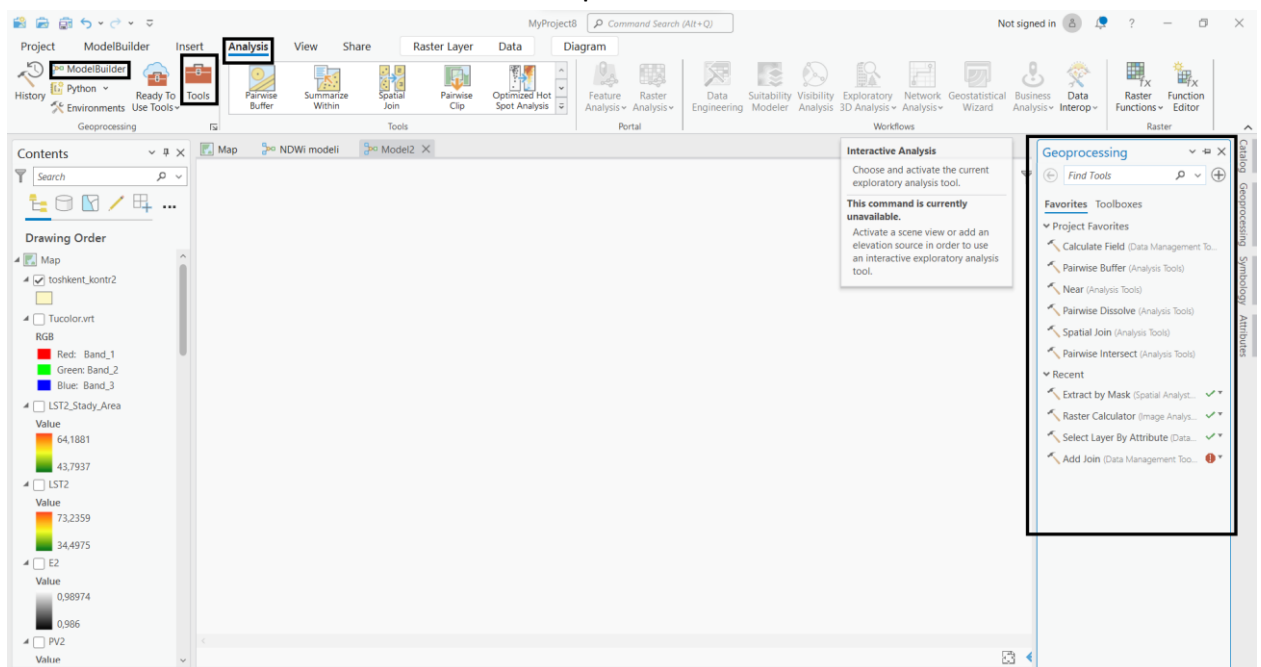 MyProject8
Command Search (Alt+Q)
Not signed in
?
Project ModelBuilder Insert Analysis View Share Raster Layer Data Diagram
History
ModelBuilder
Python
Environments
Ready To Use Tools
Tools
Geoprocessing
Pairwise Buffer
Summarize Within
Spatial Join
Pairwise Clip
Optimized Hot Spot Analysis
Tools
Feature Analysis
Raster Analysis
Portal
Data Engineering
Suitability Modeler
Visibility Analysis
Exploratory 3D Analysis
Network Analysis
Geostatistical Wizard
Business Analysis
Data Interop
Workflows
Raster Functions
Function Editor
Raster
Contents
Search
Drawing Order
Map
toshkent_kontr2
Tucolor.vrt
RGB
Red: Band_1
Green: Band_2
Blue: Band_3
LST2_Stady_Area
Value
64,1881
43,7937
LST2
Value
73,2359
34,4975
E2
Value
0,98974
0,986
PV2
Value
Map NDWi modeli Model2
Interactive Analysis
Choose and activate the current
exploratory analysis tool.
This command is currently
unavailable.
Activate a scene view or add an
elevation source in order to use
an interactive exploratory analysis
tool.
Geoprocessing
Find Tools
Favorites Toolboxes
Project Favorites
Calculate Field (Data Management To...
Pairwise Buffer (Analysis Tools)
Near (Analysis Tools)
Pairwise Dissolve (Analysis Tools)
Spatial Join (Analysis Tools)
Pairwise Intersect (Analysis Tools)
Recent
Extract by Mask (Spatial Analyst...
Raster Calculator (Image Analys...
Select Layer By Attribute (Data...
Add Join (Data Management Too...
Catalog
Geoprocessing
Symbology
Attributes